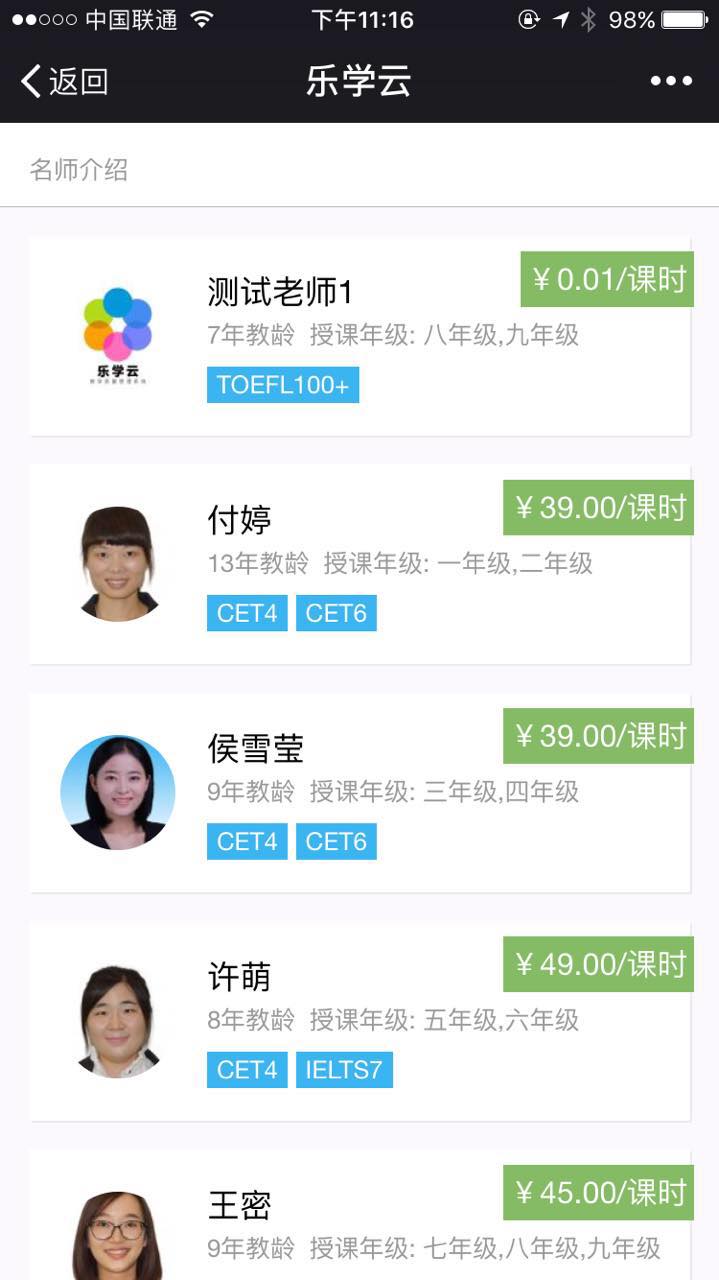 中国联通 下午11:16 98%
返回 乐学云
名师介绍
乐学云
测试老师1 ¥0.01/课时
7年教龄 授课年级: 八年级,九年级
TOEFL100+
付婷 ¥39.00/课时
13年教龄 授课年级: 一年级,二年级
CET4 CET6
侯雪莹 ¥39.00/课时
9年教龄 授课年级: 三年级,四年级
CET4 CET6
许萌 ¥49.00/课时
8年教龄 授课年级: 五年级,六年级
CET4 IELTS7
王密 ¥45.00/课时
9年教龄 授课年级: 七年级,八年级,九年级